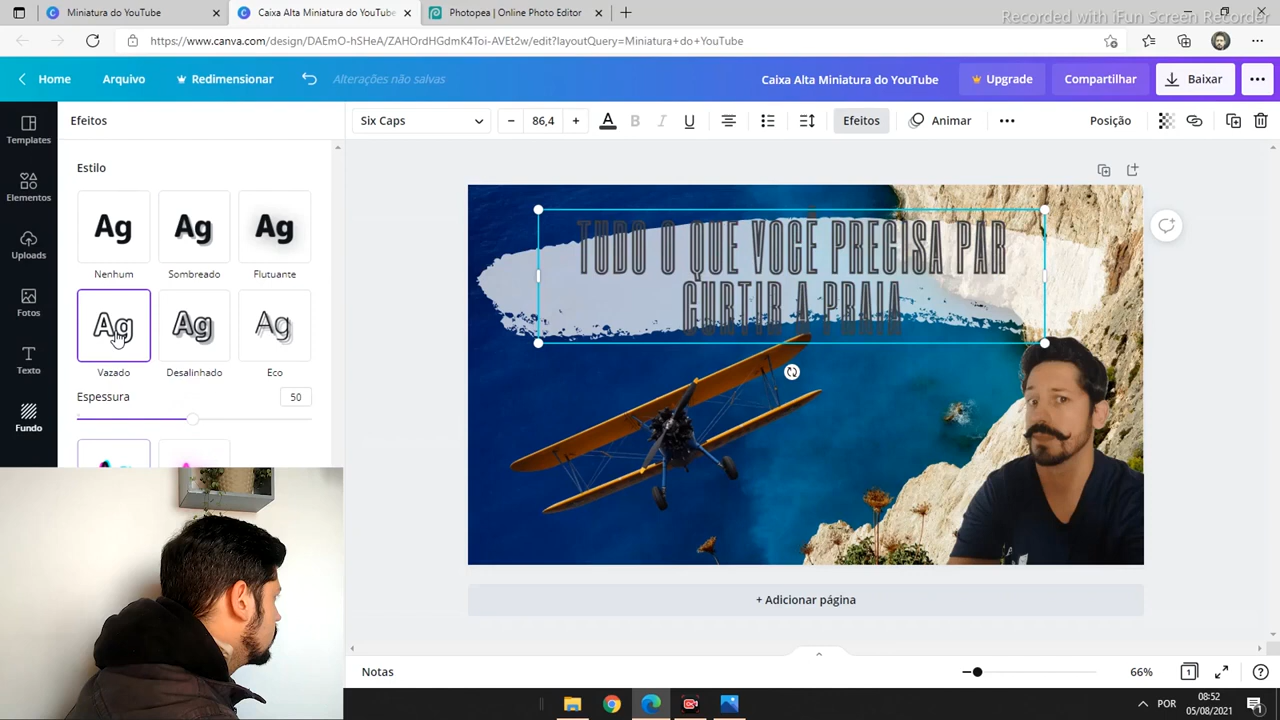 Miniatura do YouTube
Caixa Alta Miniatura do YouTube
Photopea | Online Photo Editor
Recorded with iFun Screen Recorder
https://www.canva.com/design/DAEmO-hSHeA/ZAHOrdHGdmK4Toi-AVEt2w/edit?layoutQuery=Miniatura+do+YouTube
Home
Arquivo
Redimensionar
Alterações não salvas
Caixa Alta Miniatura do YouTube
Upgrade
Compartilhar
Baixar
Templates
Elementos
Uploads
Fotos
Texto
Fundo
Efeitos
Six Caps
86,4
A
B
I
U
Efeitos
Animar
Posição
Estilo
Ag
Ag
Ag
Nenhum
Sombreado
Flutuante
Ag
Ag
Ag
Vazado
Desalinhado
Eco
Espessura
50
TUDO O QUE VOCÊ PRECISA PAR
CURTIR A PRAIA
+ Adicionar página
Notas
66%
1
POR
08:52
05/08/2021
1